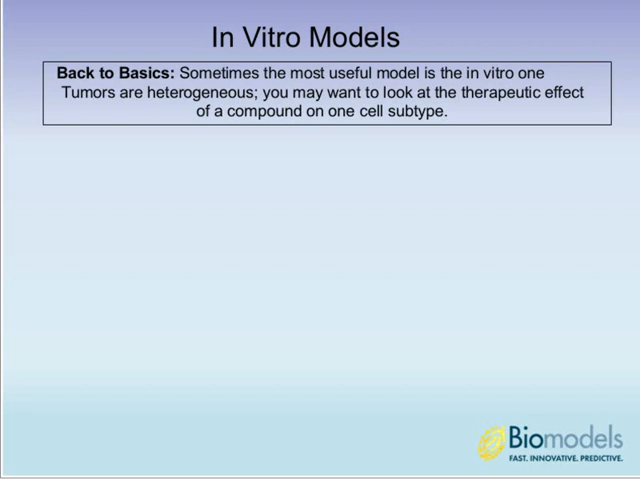 In Vitro Models
Back to Basics: Sometimes the most useful model is the in vitro one
Tumors are heterogeneous; you may want to look at the therapeutic effect
of a compound on one cell subtype.
Biomodels
FAST. INNOVATIVE. PREDICTIVE.